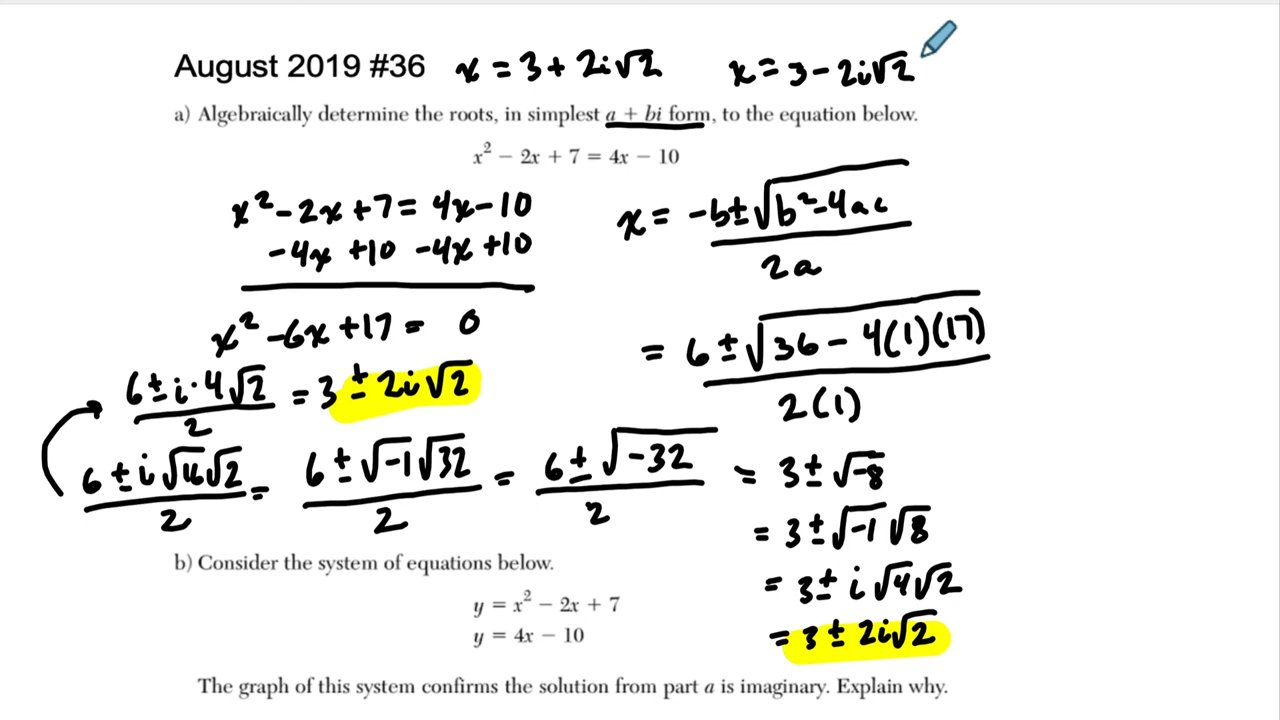 August 2019 #36 x = 3 + 2i√2 x = 3 - 2i√2
a) Algebraically determine the roots, in simplest a + bi form, to the equation below.
x² − 2x + 7 = 4x − 10
x² - 2x + 7 = 4x - 10
-4x +10 -4x +10
x² - 6x + 17 = 0
x = -b ± √(b² - 4ac) / 2a
= 6 ± √(36 - 4(1)(17)) / 2(1)
(6 ± i · 4√2) / 2 = 3 ± 2i√2
(6 ± i√16√2) / 2 = (6 ± √-1√32) / 2 = (6 ± √-32) / 2 = 3 ± √-8
= 3 ± √-1 √8
= 3 ± i √4√2
= 3 ± 2i√2
b) Consider the system of equations below.
y = x² − 2x + 7
y = 4x − 10
The graph of this system confirms the solution from part a is imaginary. Explain why.